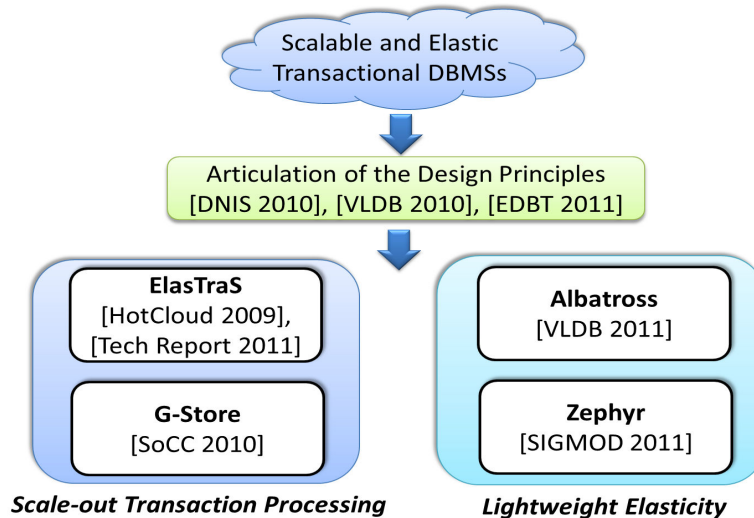 Scalable and Elastic
Transactional DBMSs
Articulation of the Design Principles
[DNIS 2010], [VLDB 2010], [EDBT 2011]
ElasTraS
[HotCloud 2009],
[Tech Report 2011]
G-Store
[SoCC 2010]
Scale-out Transaction Processing
Albatross
[VLDB 2011]
Zephyr
[SIGMOD 2011]
Lightweight Elasticity